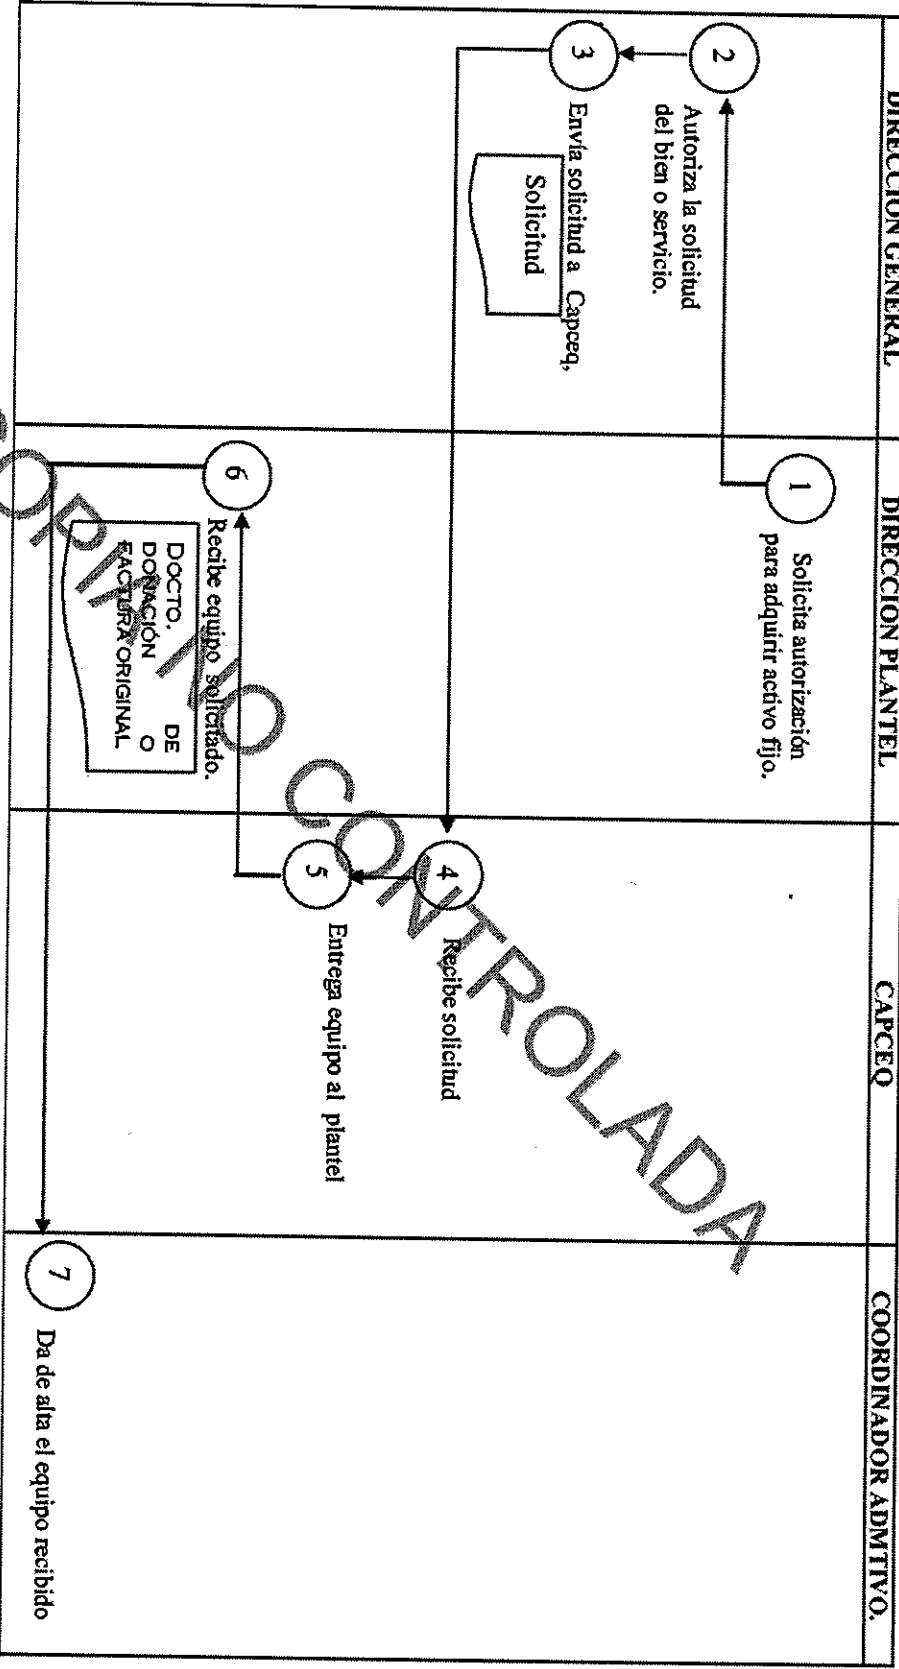 DIRECCION GENERAL
DIRECCION PLANTEL
CAPCEQ
COORDINADOR ADMTIVO.
1
Solicita autorización
para adquirir activo fijo.
2
Autoriza la solicitud
del bien o servicio.
3
Envía solicitud a Capceq,
Solicitud
4
Recibe solicitud
5
Entrega equipo al plantel
6
Recibe equipo solicitado.
DOCTO. DE
DONACIÓN O
FACTURA ORIGINAL
7
Da de alta el equipo recibido
COPIA NO CONTROLADA